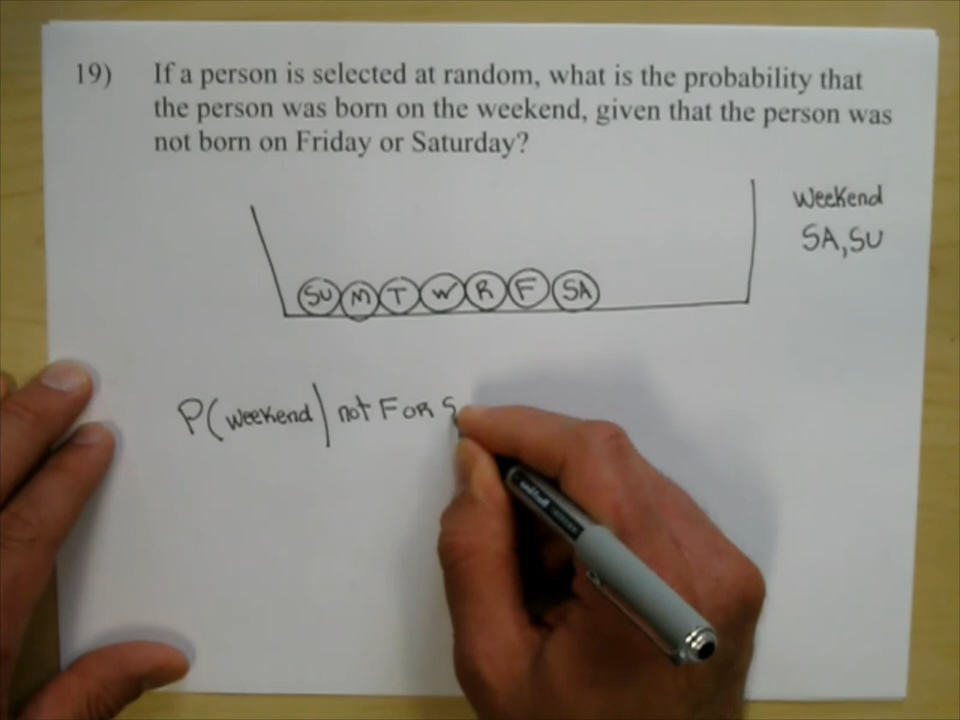 19) If a person is selected at random, what is the probability that
the person was born on the weekend, given that the person was
not born on Friday or Saturday?
Weekend
SA, SU
SU M T W R F SA
P(weekend | not F OR S